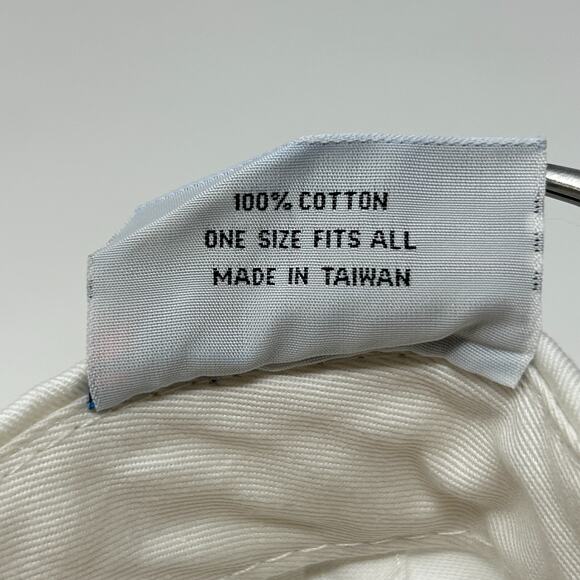 100% COTTON
ONE SIZE FITS ALL
MADE IN TAIWAN